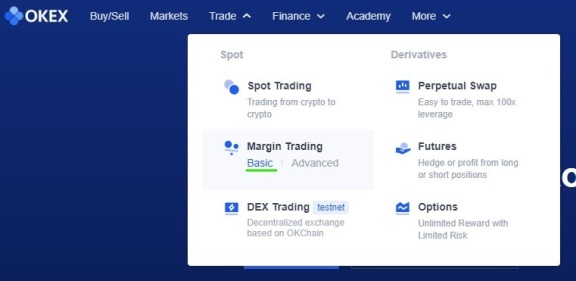 OKEX Buy/Sell Markets Trade Finance Academy More
Spot
Spot Trading
Trading from crypto to
crypto
Margin Trading
Basic Advanced
DEX Trading testnet
Decentralized exchange
based on OKChain
Derivatives
Perpetual Swap
Easy to trade, max 100x
leverage
Futures
Hedge or profit from long
or short positions
Options
Unlimited Reward with
Limited Risk